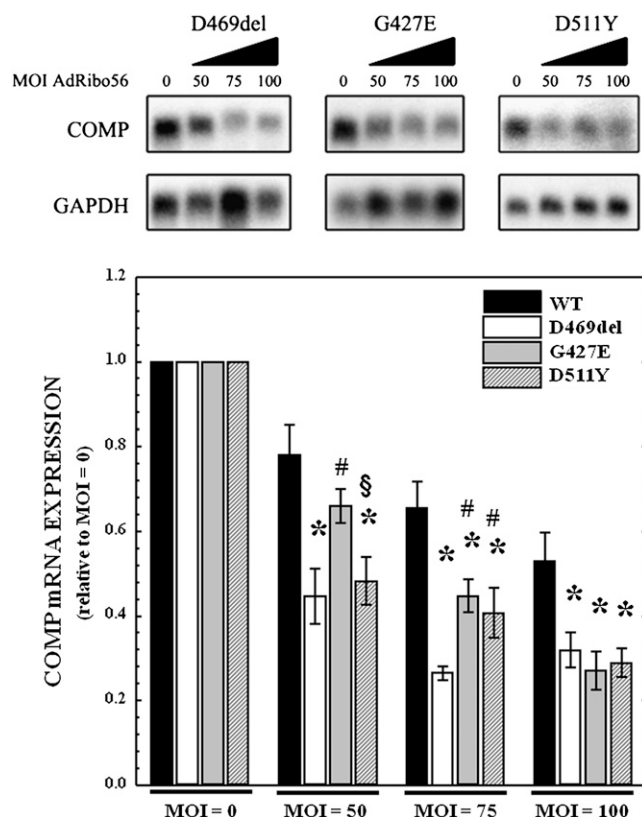 D469del G427E D511Y
MOI AdRibo56 0 50 75 100 0 50 75 100 0 50 75 100
COMP
GAPDH
1.2
1.0
0.8
0.6
0.4
0.2
0.0
COMP mRNA EXPRESSION
(relative to MOI = 0)
WT
D469del
G427E
D511Y
# §
* *
# #
* * *
* * *
MOI = 0 MOI = 50 MOI = 75 MOI = 100